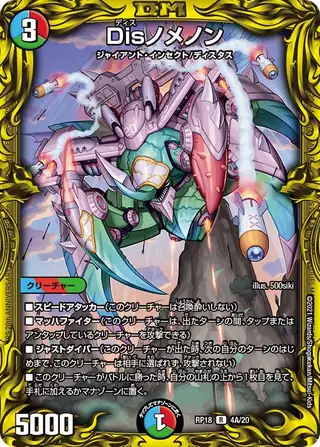 DM
3
ディス
Disノメノン
ジャイアント・インセクト/ディスタス
クリーチャー
illus. 500siki
■スピードアタッカー(このクリーチャーは召喚酔いしない)
■マッハファイター(このクリーチャーは、出たターンの間、タップまたは
アンタップしているクリーチャーを攻撃できる)
■ジャストダイバー(このクリーチャーが出た時、次の自分のターンのはじ
めまで、このクリーチャーは相手に選ばれず、攻撃されない)
■このクリーチャーがバトルに勝った時、自分の山札の上から1枚目を見て、
手札に加えるかマナゾーンに置く。
5000
1
RP18 R 4A/20